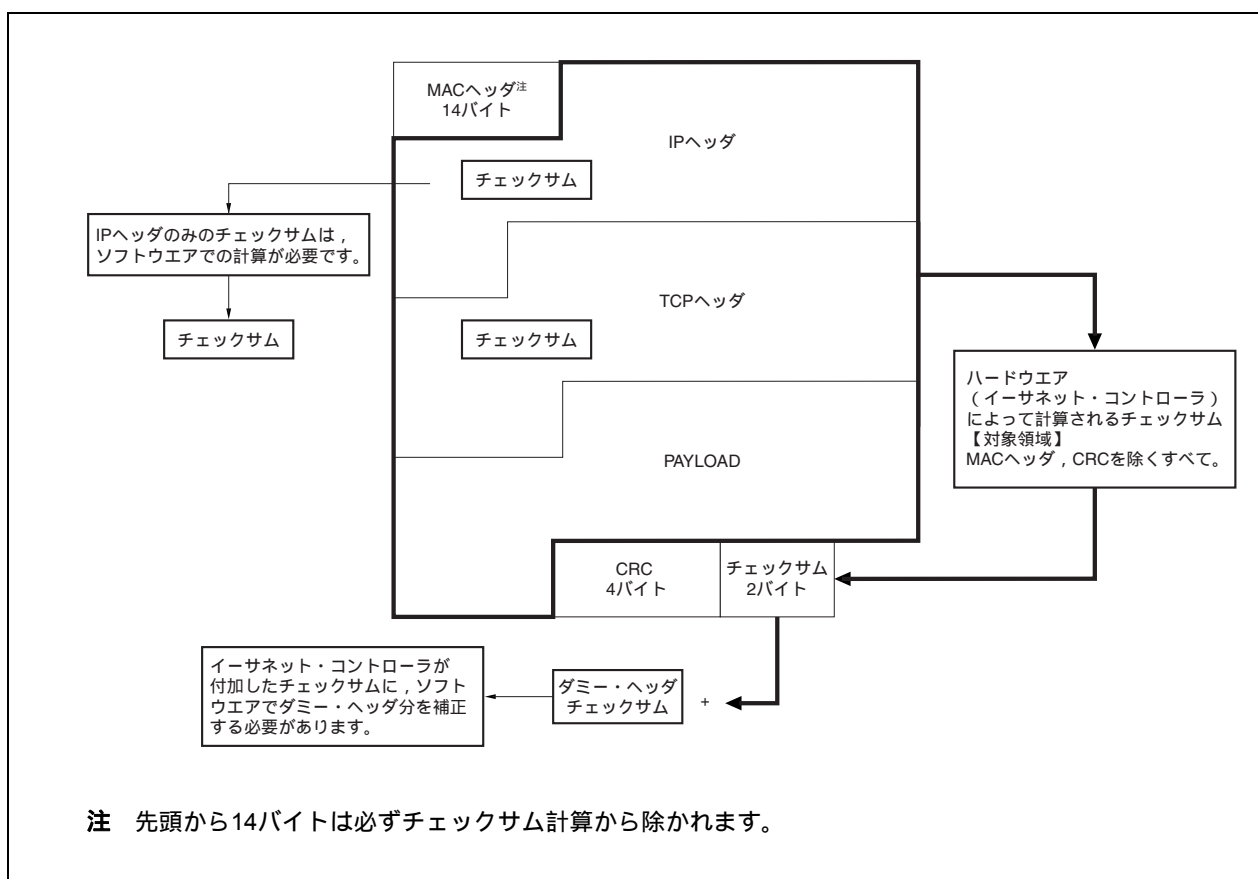 MACヘッダ注
14バイト
IPヘッダ
チェックサム
IPヘッダのみのチェックサムは，
ソフトウエアでの計算が必要です。
チェックサム
TCPヘッダ
チェックサム
ハードウエア
（イーサネット・コントローラ）
によって計算されるチェックサム
【対象領域】
MACヘッダ，CRCを除くすべて。
PAYLOAD
CRC
4バイト
チェックサム
2バイト
イーサネット・コントローラが
付加したチェックサムに，ソフト
ウエアでダミー・ヘッダ分を補正
する必要があります。
ダミー・ヘッダ
チェックサム
+
注　先頭から14バイトは必ずチェックサム計算から除かれます。